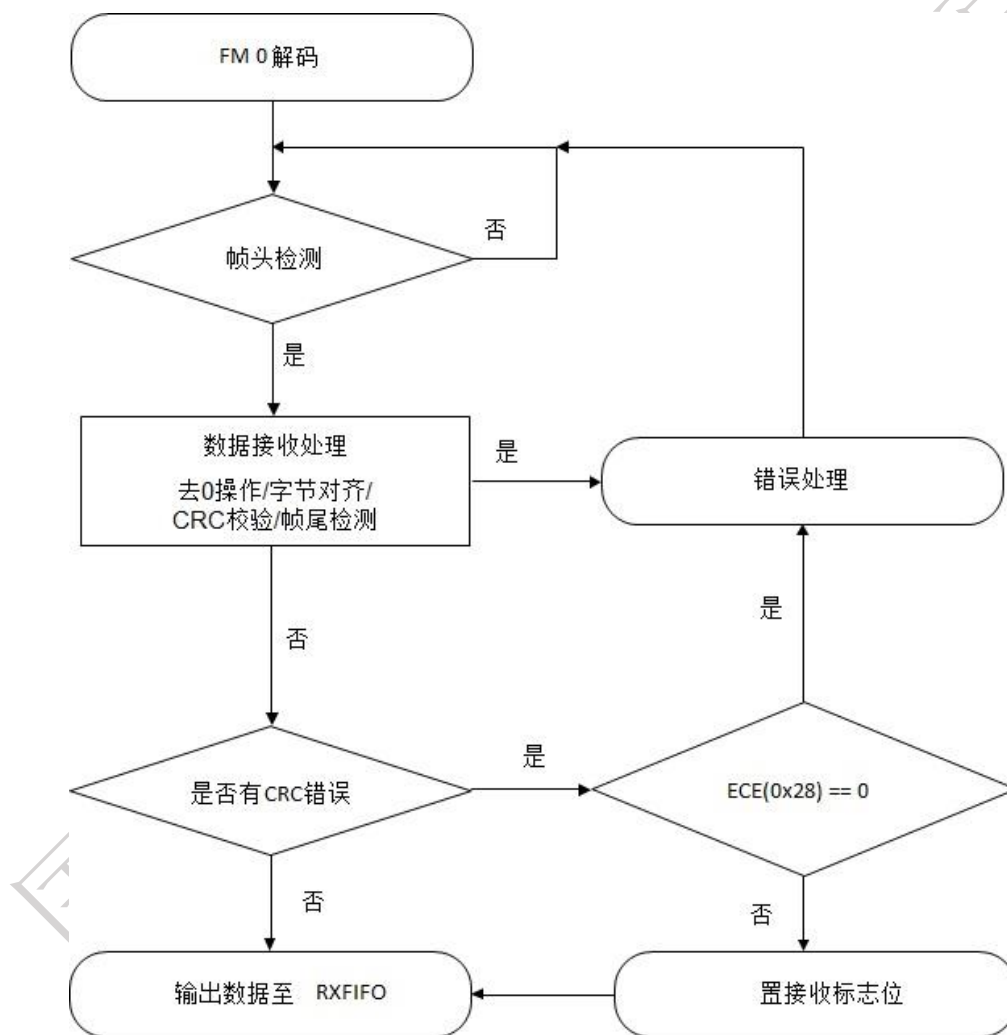 FM 0解码
否
帧头检测
是
数据接收处理
去0操作/字节对齐/
CRC校验/帧尾检测
是
错误处理
是
否
是否有CRC错误
是
ECE(0x28) == 0
否
否
输出数据至 RXFIFO
置接收标志位